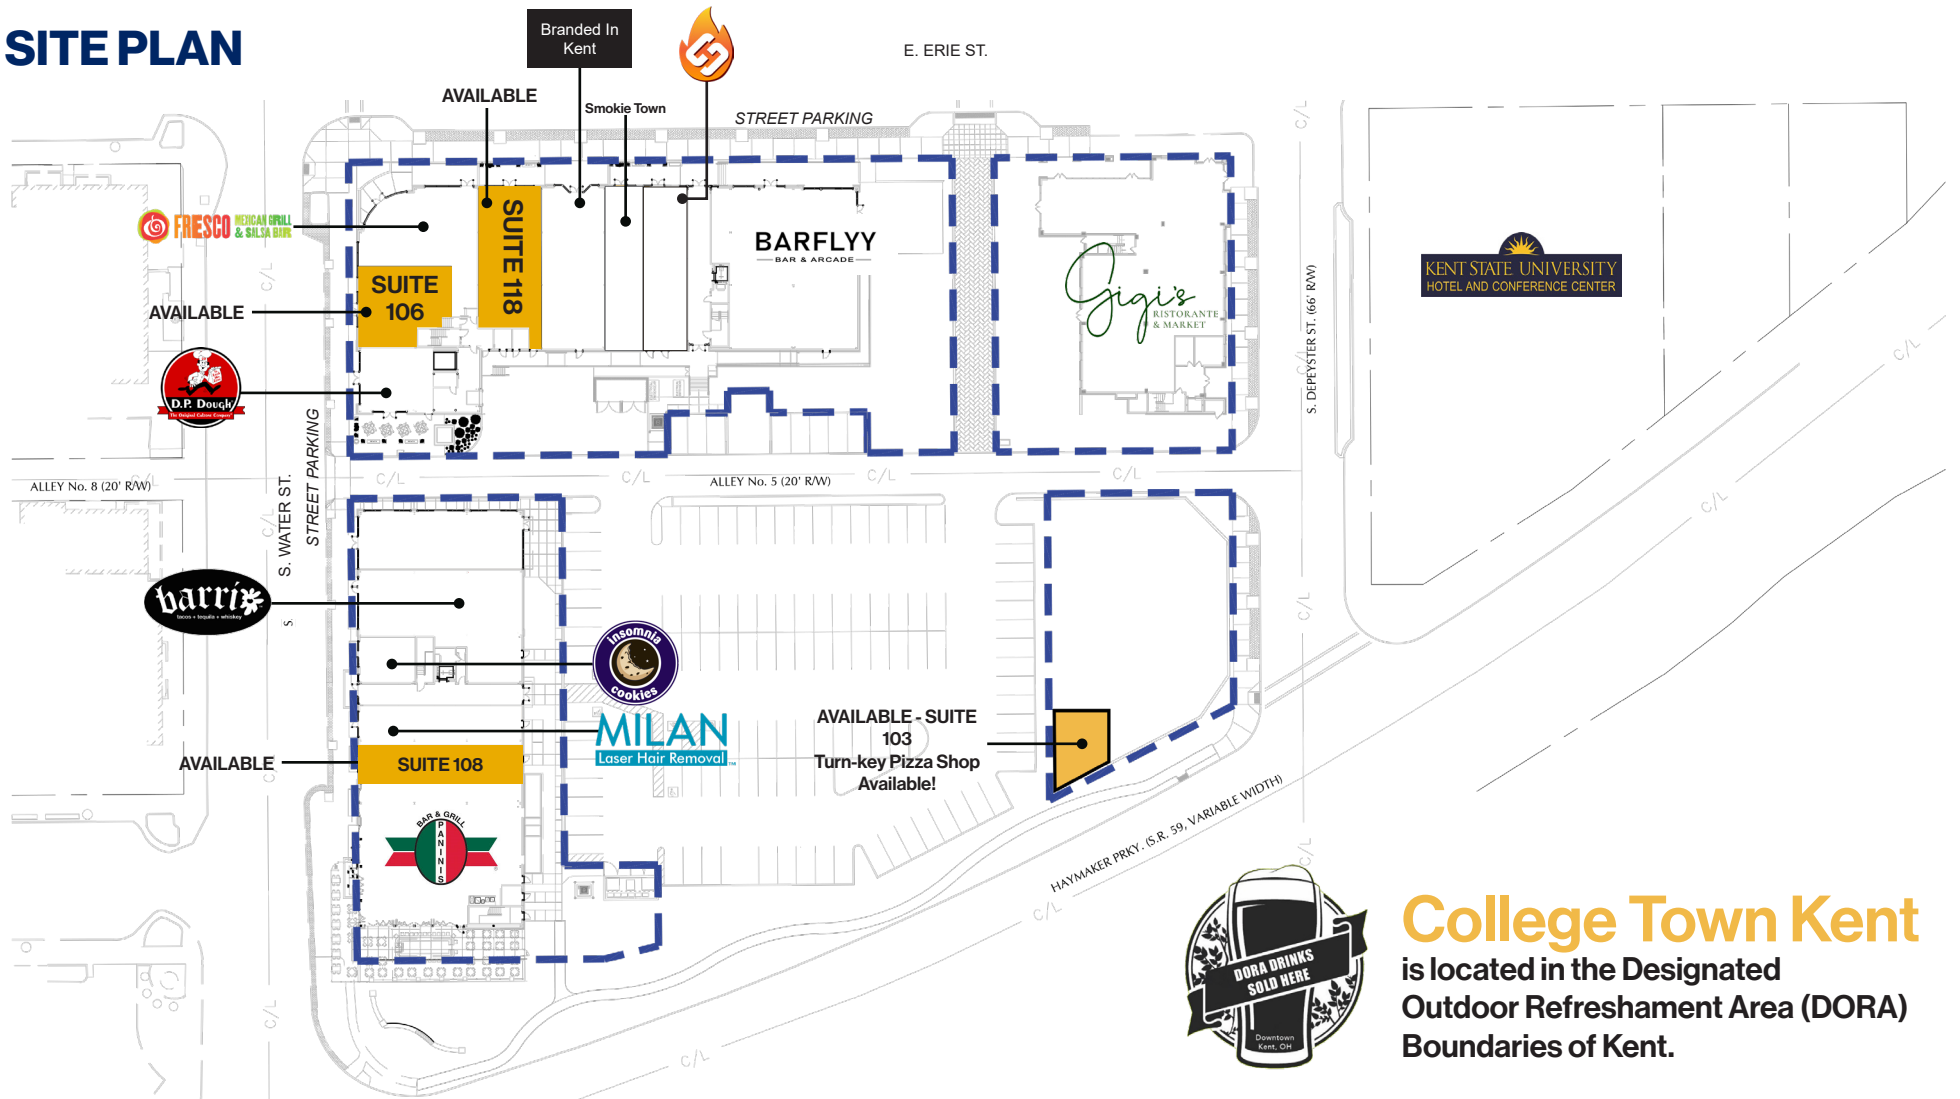 SITE PLAN
Branded In
Kent
E. ERIE ST.
AVAILABLE
Smokie Town
STREET PARKING
FRESCO MEXICAN GRILL
& SALSA BAR
SUITE 118
BARFLYY
BAR & ARCADE
Gigi's
RISTORANTE
& MARKET
KENT STATE UNIVERSITY
HOTEL AND CONFERENCE CENTER
SUITE
106
AVAILABLE
D.P. Dough
The Original Calzone Company
S. DEPEYSTER ST. (66' R/W)
C/L
C/L
C/L
C/L
STREET PARKING
S. WATER ST.
S.
ALLEY No. 8 (20' R/W)
C/L
C/L
C/L
C/L
C/L
ALLEY No. 5 (20' R/W)
C/L
C/L
C/L
C/L
barrio
tacos + tequila + whiskey
insomnia
cookies
MILAN
Laser Hair Removal
AVAILABLE - SUITE
103
Turn-key Pizza Shop
Available!
AVAILABLE
SUITE 108
C/L
BAR & GRILL
PANINIS
HAYMAKER PRKY. (S.R. 59, VARIABLE WIDTH)
C/L
C/L
C/L
C/L
DORA DRINKS
SOLD HERE
Downtown
Kent, OH
College Town Kent
is located in the Designated
Outdoor Refreshament Area (DORA)
Boundaries of Kent.